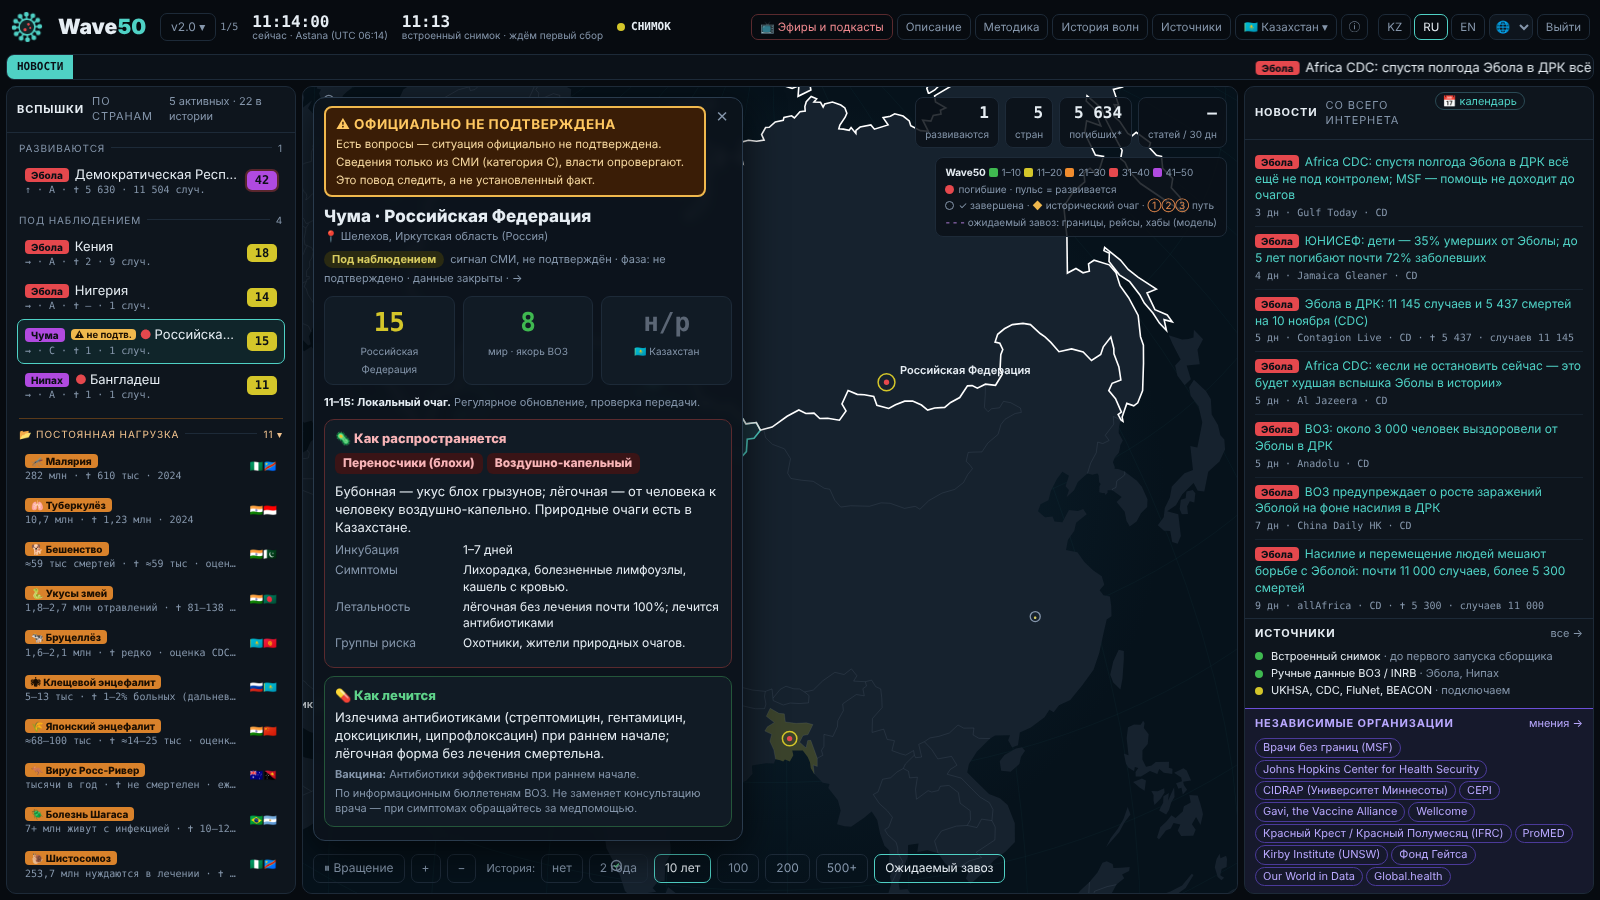 Wave50
v2.0 ▾
1/5
11:14:00
сейчас · Astana (UTC 06:14)
11:13
встроенный снимок · ждём первый сбор
СНИМОК
📺 Эфиры и подкасты
Описание
Методика
История волн
Источники
🇰🇿 Казахстан ▾
ⓘ
KZ
RU
EN
Выйти
НОВОСТИ
Эбола Africa CDC: спустя полгода Эбола в ДРК всё
ВСПЫШКИ
ПО СТРАНАМ
5 активных · 22 в истории
РАЗВИВАЮТСЯ 1
Эбола Демократическая Респ... 42
↑ · A · † 5 630 · 11 504 случ.
ПОД НАБЛЮДЕНИЕМ 4
Эбола Кения 18
→ · A · † 2 · 9 случ.
Эбола Нигерия 14
→ · A · † — · 1 случ.
Чума ⚠ не подтв. Российска... 15
→ · C · † 1 · 1 случ.
Нипах Бангладеш 11
→ · A · † 1 · 1 случ.
📂 ПОСТОЯННАЯ НАГРУЗКА 11 ▾
Малярия
282 млн · † 610 тыс · 2024
Туберкулёз
10,7 млн · † 1,23 млн · 2024
Бешенство
≈59 тыс смертей · † ≈59 тыс · оцен…
Укусы змей
1,8–2,7 млн отравлений · † 81–138 …
Бруцеллёз
1,6–2,1 млн · † редко · оценка CDC…
Клещевой энцефалит
5–13 тыс · † 1–2% больных (дальнев…
Японский энцефалит
≈68–100 тыс · † ≈14–25 тыс · оценк…
Вирус Росс-Ривер
тысячи в год · † не смертелен · еж…
Болезнь Шагаса
7+ млн живут с инфекцией · † 10–12…
Шистосомоз
253,7 млн нуждаются в лечении · † …
⚠ ОФИЦИАЛЬНО НЕ ПОДТВЕРЖДЕНА
Есть вопросы — ситуация официально не подтверждена.
Сведения только из СМИ (категория C), власти опровергают.
Это повод следить, а не установленный факт.
✕
Чума · Российская Федерация
📍 Шелехов, Иркутская область (Россия)
Под наблюдением сигнал СМИ, не подтверждён · фаза: не
подтверждено · данные закрыты · →
15
Российская
Федерация
8
мир · якорь ВОЗ
н/р
🇰🇿 Казахстан
11–15: Локальный очаг. Регулярное обновление, проверка передачи.
🦠 Как распространяется
Переносчики (блохи)
Воздушно-капельный
Бубонная — укус блох грызунов; лёгочная — от человека к
человеку воздушно-капельно. Природные очаги есть в
Казахстане.
Инкубация 1–7 дней
Симптомы Лихорадка, болезненные лимфоузлы,
кашель с кровью.
Летальность лёгочная без лечения почти 100%; лечится
антибиотиками
Группы риска Охотники, жители природных очагов.
💊 Как лечится
Излечима антибиотиками (стрептомицин, гентамицин,
доксициклин, ципрофлоксацин) при раннем начале;
лёгочная форма без лечения смертельна.
Вакцина: Антибиотики эффективны при раннем начале.
По информационным бюллетеням ВОЗ. Не заменяет консультацию
врача — при симптомах обращайтесь за медпомощью.
1
развиваются
5
стран
5 634
погибших*
—
статей / 30 дн
Wave50 1–10 11–20 21–30 31–40 41–50
погибшие · пульс = развивается
✓ завершена · исторический очаг · ①②③ путь
--- ожидаемый завоз: границы, рейсы, хабы (модель)
Российская Федерация
ик
⏸ Вращение
+
−
История:
нет
2 года
10 лет
100
200
500+
Ожидаемый завоз
НОВОСТИ
СО ВСЕГО ИНТЕРНЕТА
📅 календарь
Эбола Africa CDC: спустя полгода Эбола в ДРК всё
ещё не под контролем; MSF — помощь не доходит до
очагов
3 дн · Gulf Today · CD
Эбола ЮНИСЕФ: дети — 35% умерших от Эболы; до
5 лет погибают почти 72% заболевших
4 дн · Jamaica Gleaner · CD
Эбола Эбола в ДРК: 11 145 случаев и 5 437 смертей
на 10 ноября (CDC)
5 дн · Contagion Live · CD · † 5 437 · случаев 11 145
Эбола Africa CDC: «если не остановить сейчас — это
будет худшая вспышка Эболы в истории»
5 дн · Al Jazeera · CD
Эбола ВОЗ: около 3 000 человек выздоровели от
Эболы в ДРК
5 дн · Anadolu · CD
Эбола ВОЗ предупреждает о росте заражений
Эболой на фоне насилия в ДРК
7 дн · China Daily HK · CD
Эбола Насилие и перемещение людей мешают
борьбе с Эболой: почти 11 000 случаев, более 5 300
смертей
9 дн · allAfrica · CD · † 5 300 · случаев 11 000
ИСТОЧНИКИ все →
Встроенный снимок · до первого запуска сборщика
Ручные данные ВОЗ / INRB · Эбола, Нипах
UKHSA, CDC, FluNet, BEACON · подключаем
НЕЗАВИСИМЫЕ ОРГАНИЗАЦИИ мнения →
Врачи без границ (MSF)
Johns Hopkins Center for Health Security
CIDRAP (Университет Миннесоты)
CEPI
Gavi, the Vaccine Alliance
Wellcome
Красный Крест / Красный Полумесяц (IFRC)
ProMED
Kirby Institute (UNSW)
Фонд Гейтса
Our World in Data
Global.health